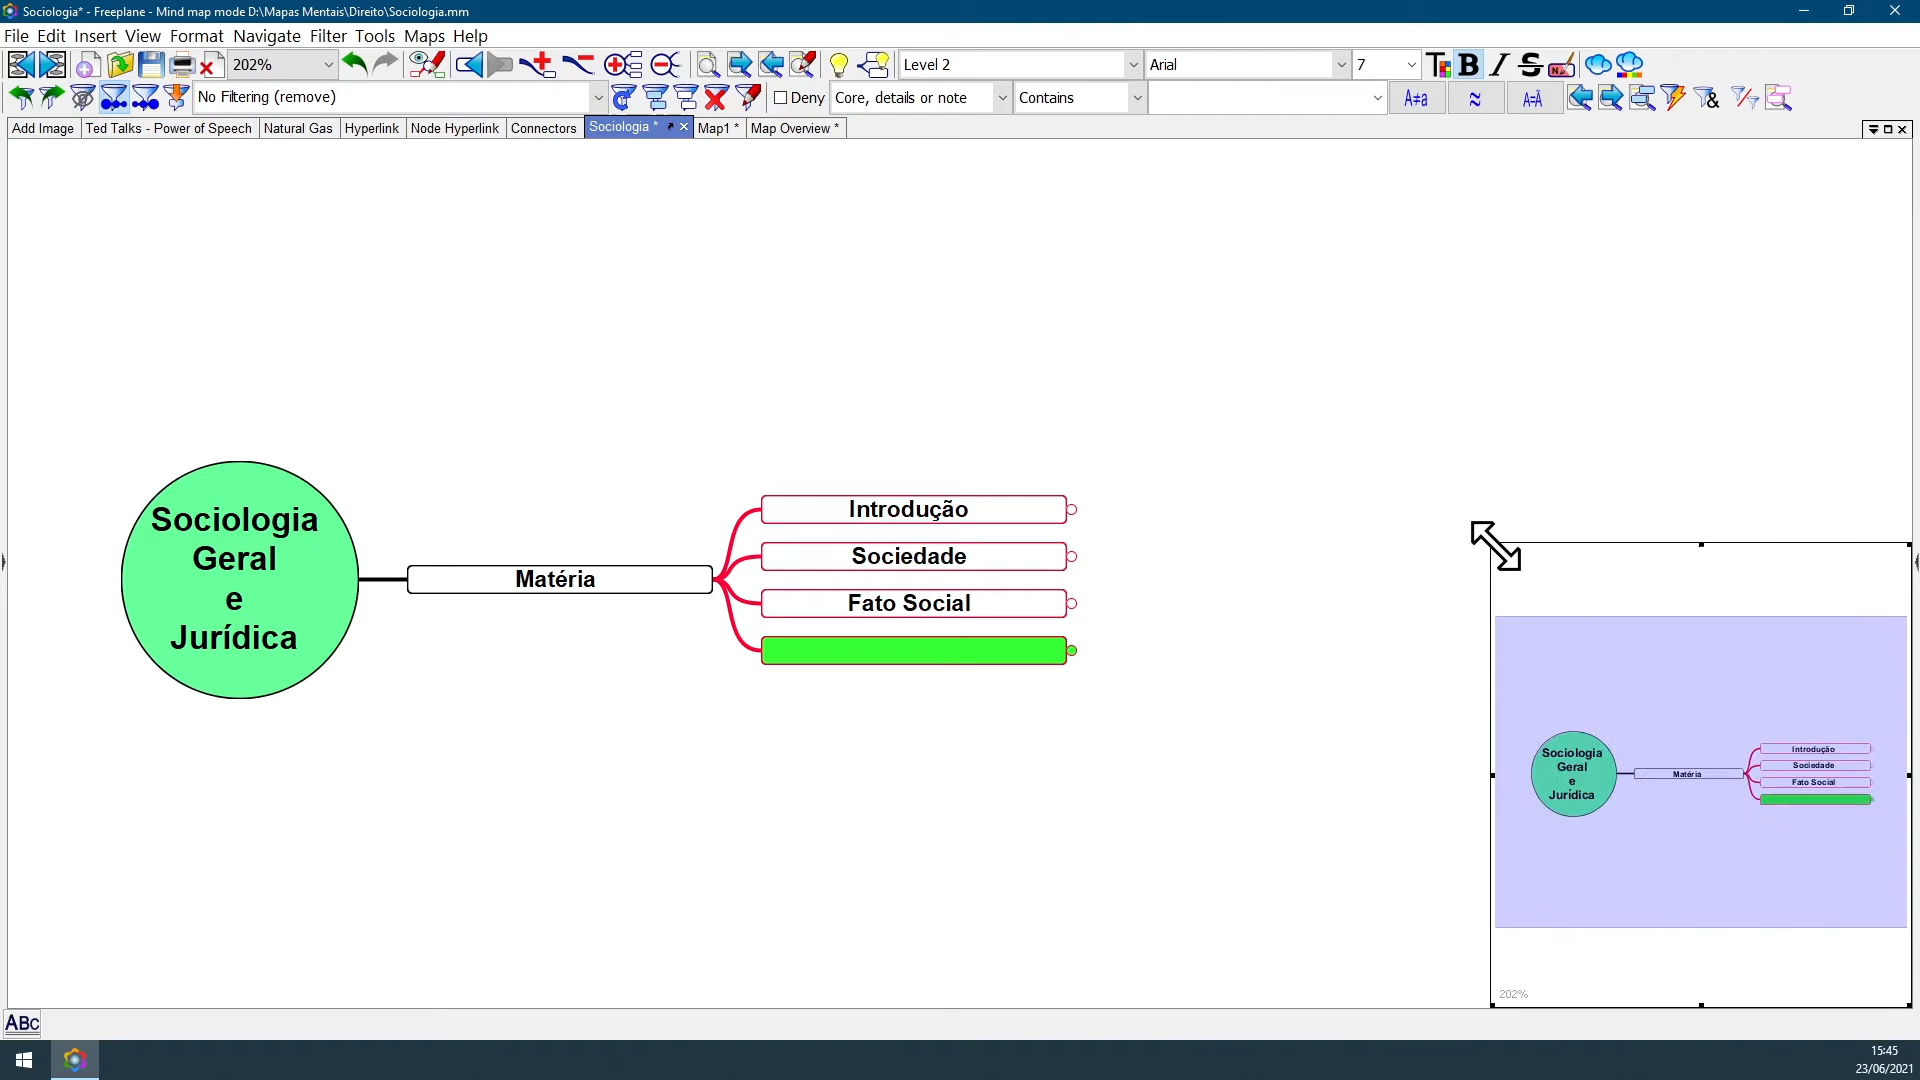 Sociologia* - Freeplane - Mind map mode D:\Mapas Mentais\Direito\Sociologia.mm
File Edit Insert View Format Navigate Filter Tools Maps Help
202% Level 2 Arial 7 T B I S
No Filtering (remove) Deny Core, details or note Contains A≠a ≈ A=Ã &
Add Image Ted Talks - Power of Speech Natural Gas Hyperlink Node Hyperlink Connectors Sociologia * Map1 * Map Overview *
Sociologia
Geral
e
Jurídica
Matéria
Introdução
Sociedade
Fato Social
Sociologia
Geral
e
Jurídica
Matéria
Introdução
Sociedade
Fato Social
202%
ABC
15:45
23/06/2021